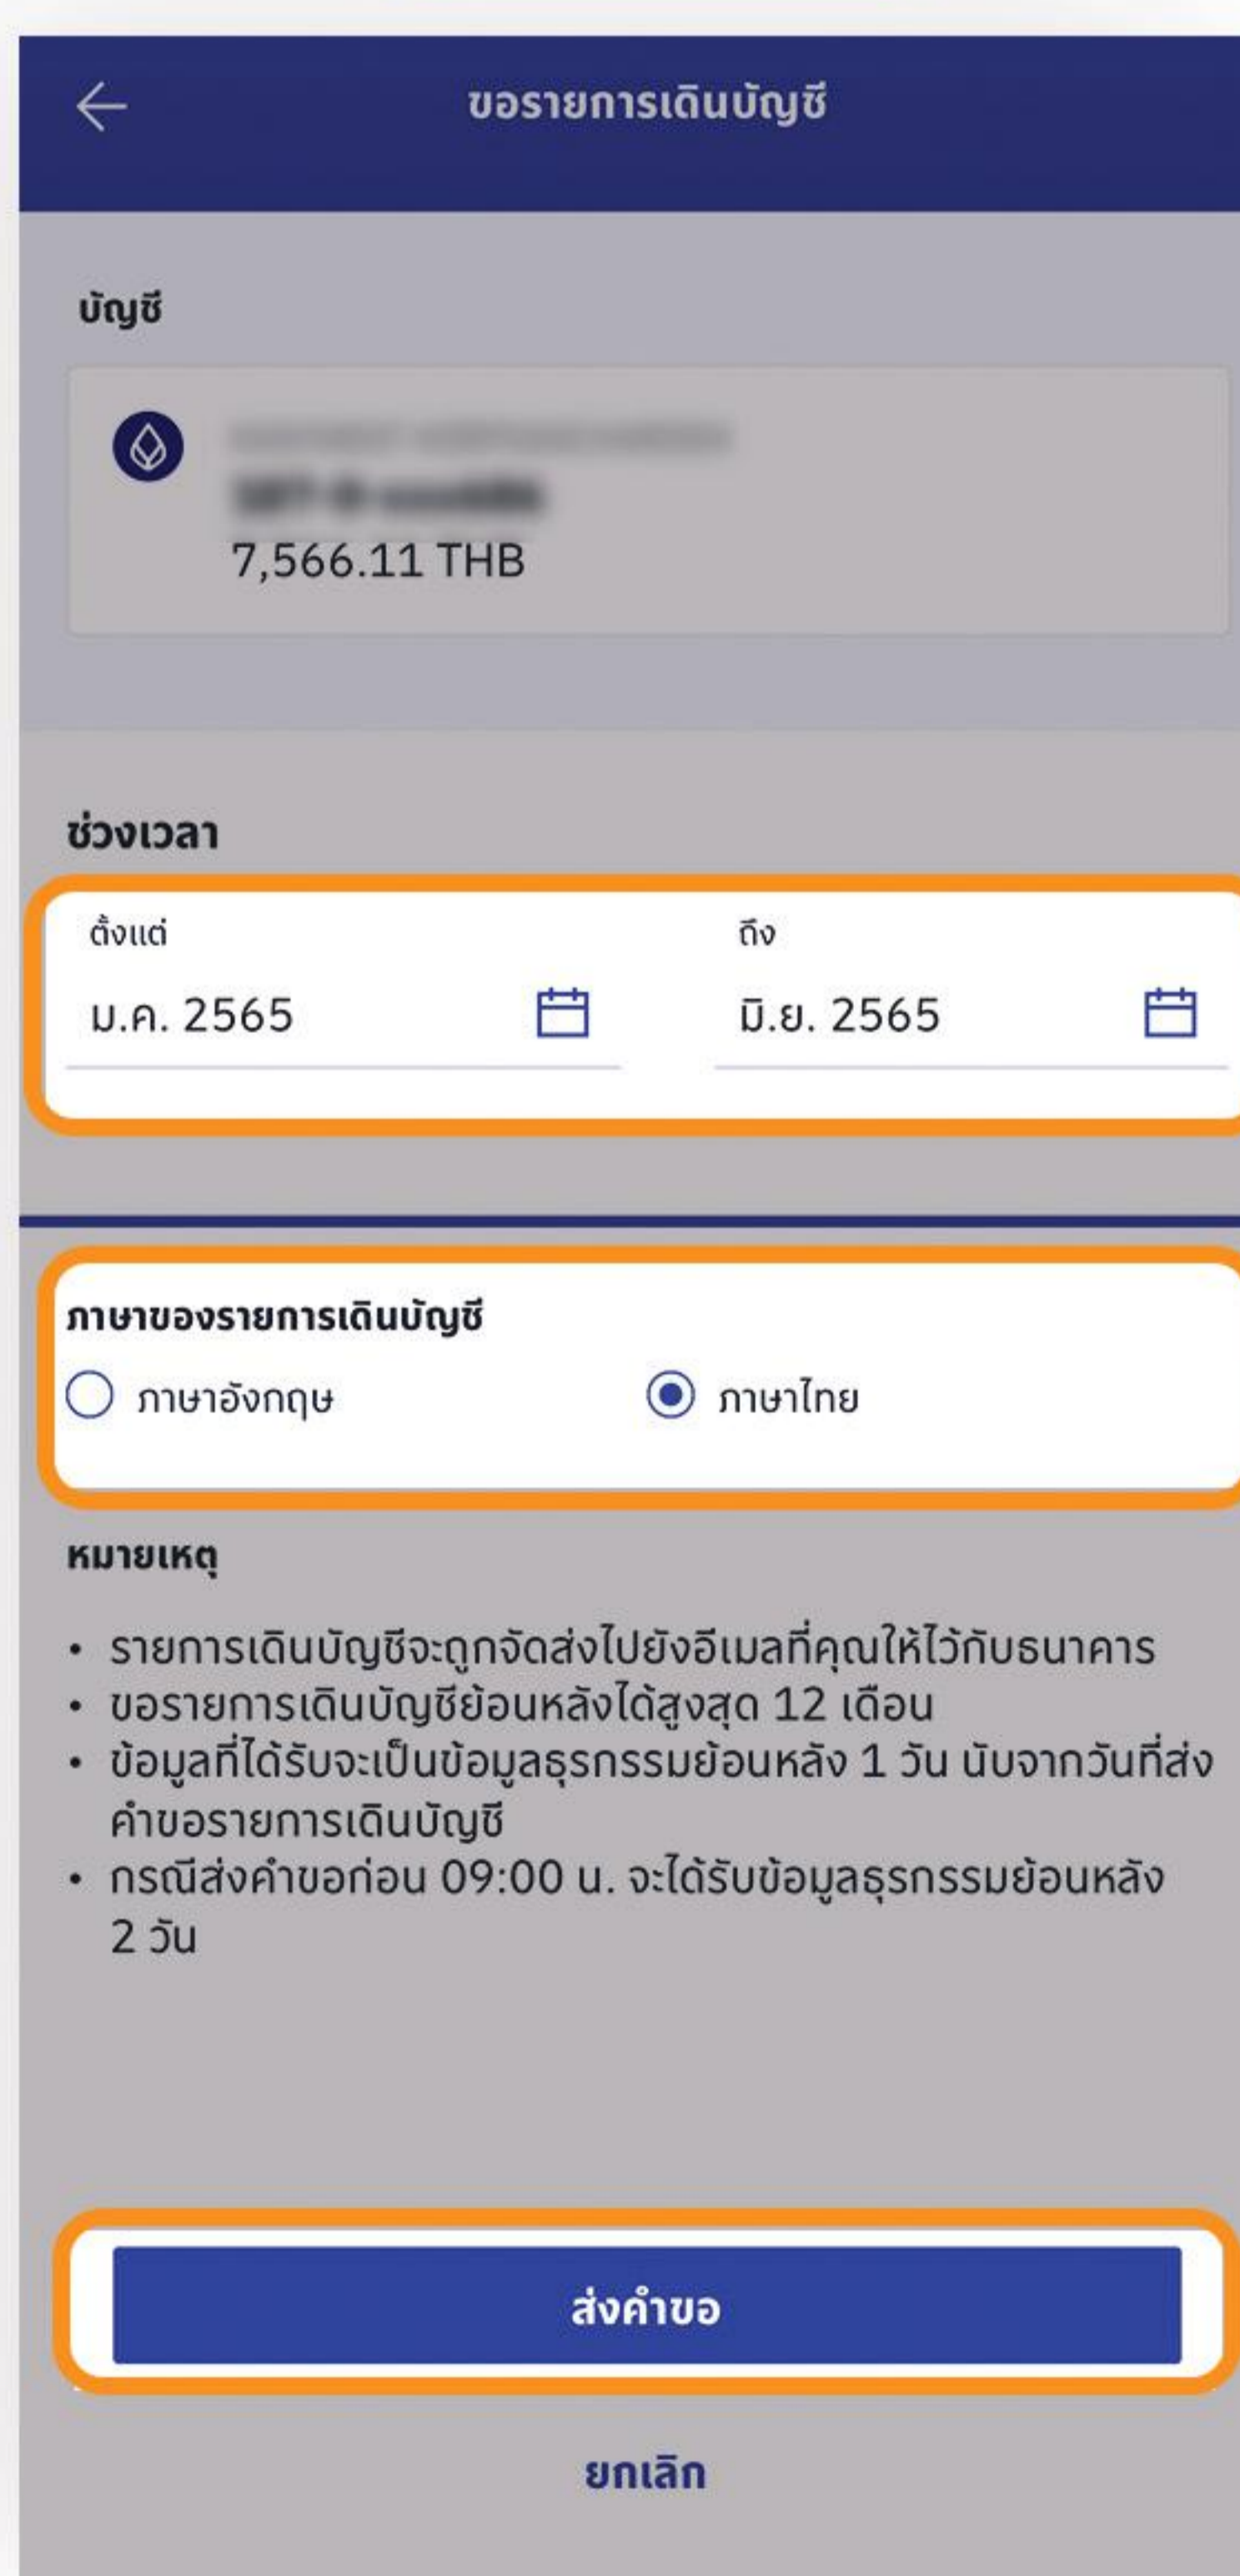 ขอรายการเดินบัญชี
บัญชี
7,566.11 THB
ช่วงเวลา
ตั้งแต่
ถึง
ม.ค. 2565
มิ.ย. 2565
ภาษาของรายการเดินบัญชี
ภาษาอังกฤษ
ภาษาไทย
หมายเหตุ
• รายการเดินบัญชีจะถูกจัดส่งไปยังอีเมลที่คุณให้ไว้กับธนาคาร
• ขอรายการเดินบัญชีย้อนหลังได้สูงสุด 12 เดือน
• ข้อมูลที่ได้รับจะเป็นข้อมูลธุรกรรมย้อนหลัง 1 วัน นับจากวันที่ส่ง
คำขอรายการเดินบัญชี
• กรณีส่งคำขอก่อน 09:00 น. จะได้รับข้อมูลธุรกรรมย้อนหลัง
2 วัน
ส่งคำขอ
ยกเลิก